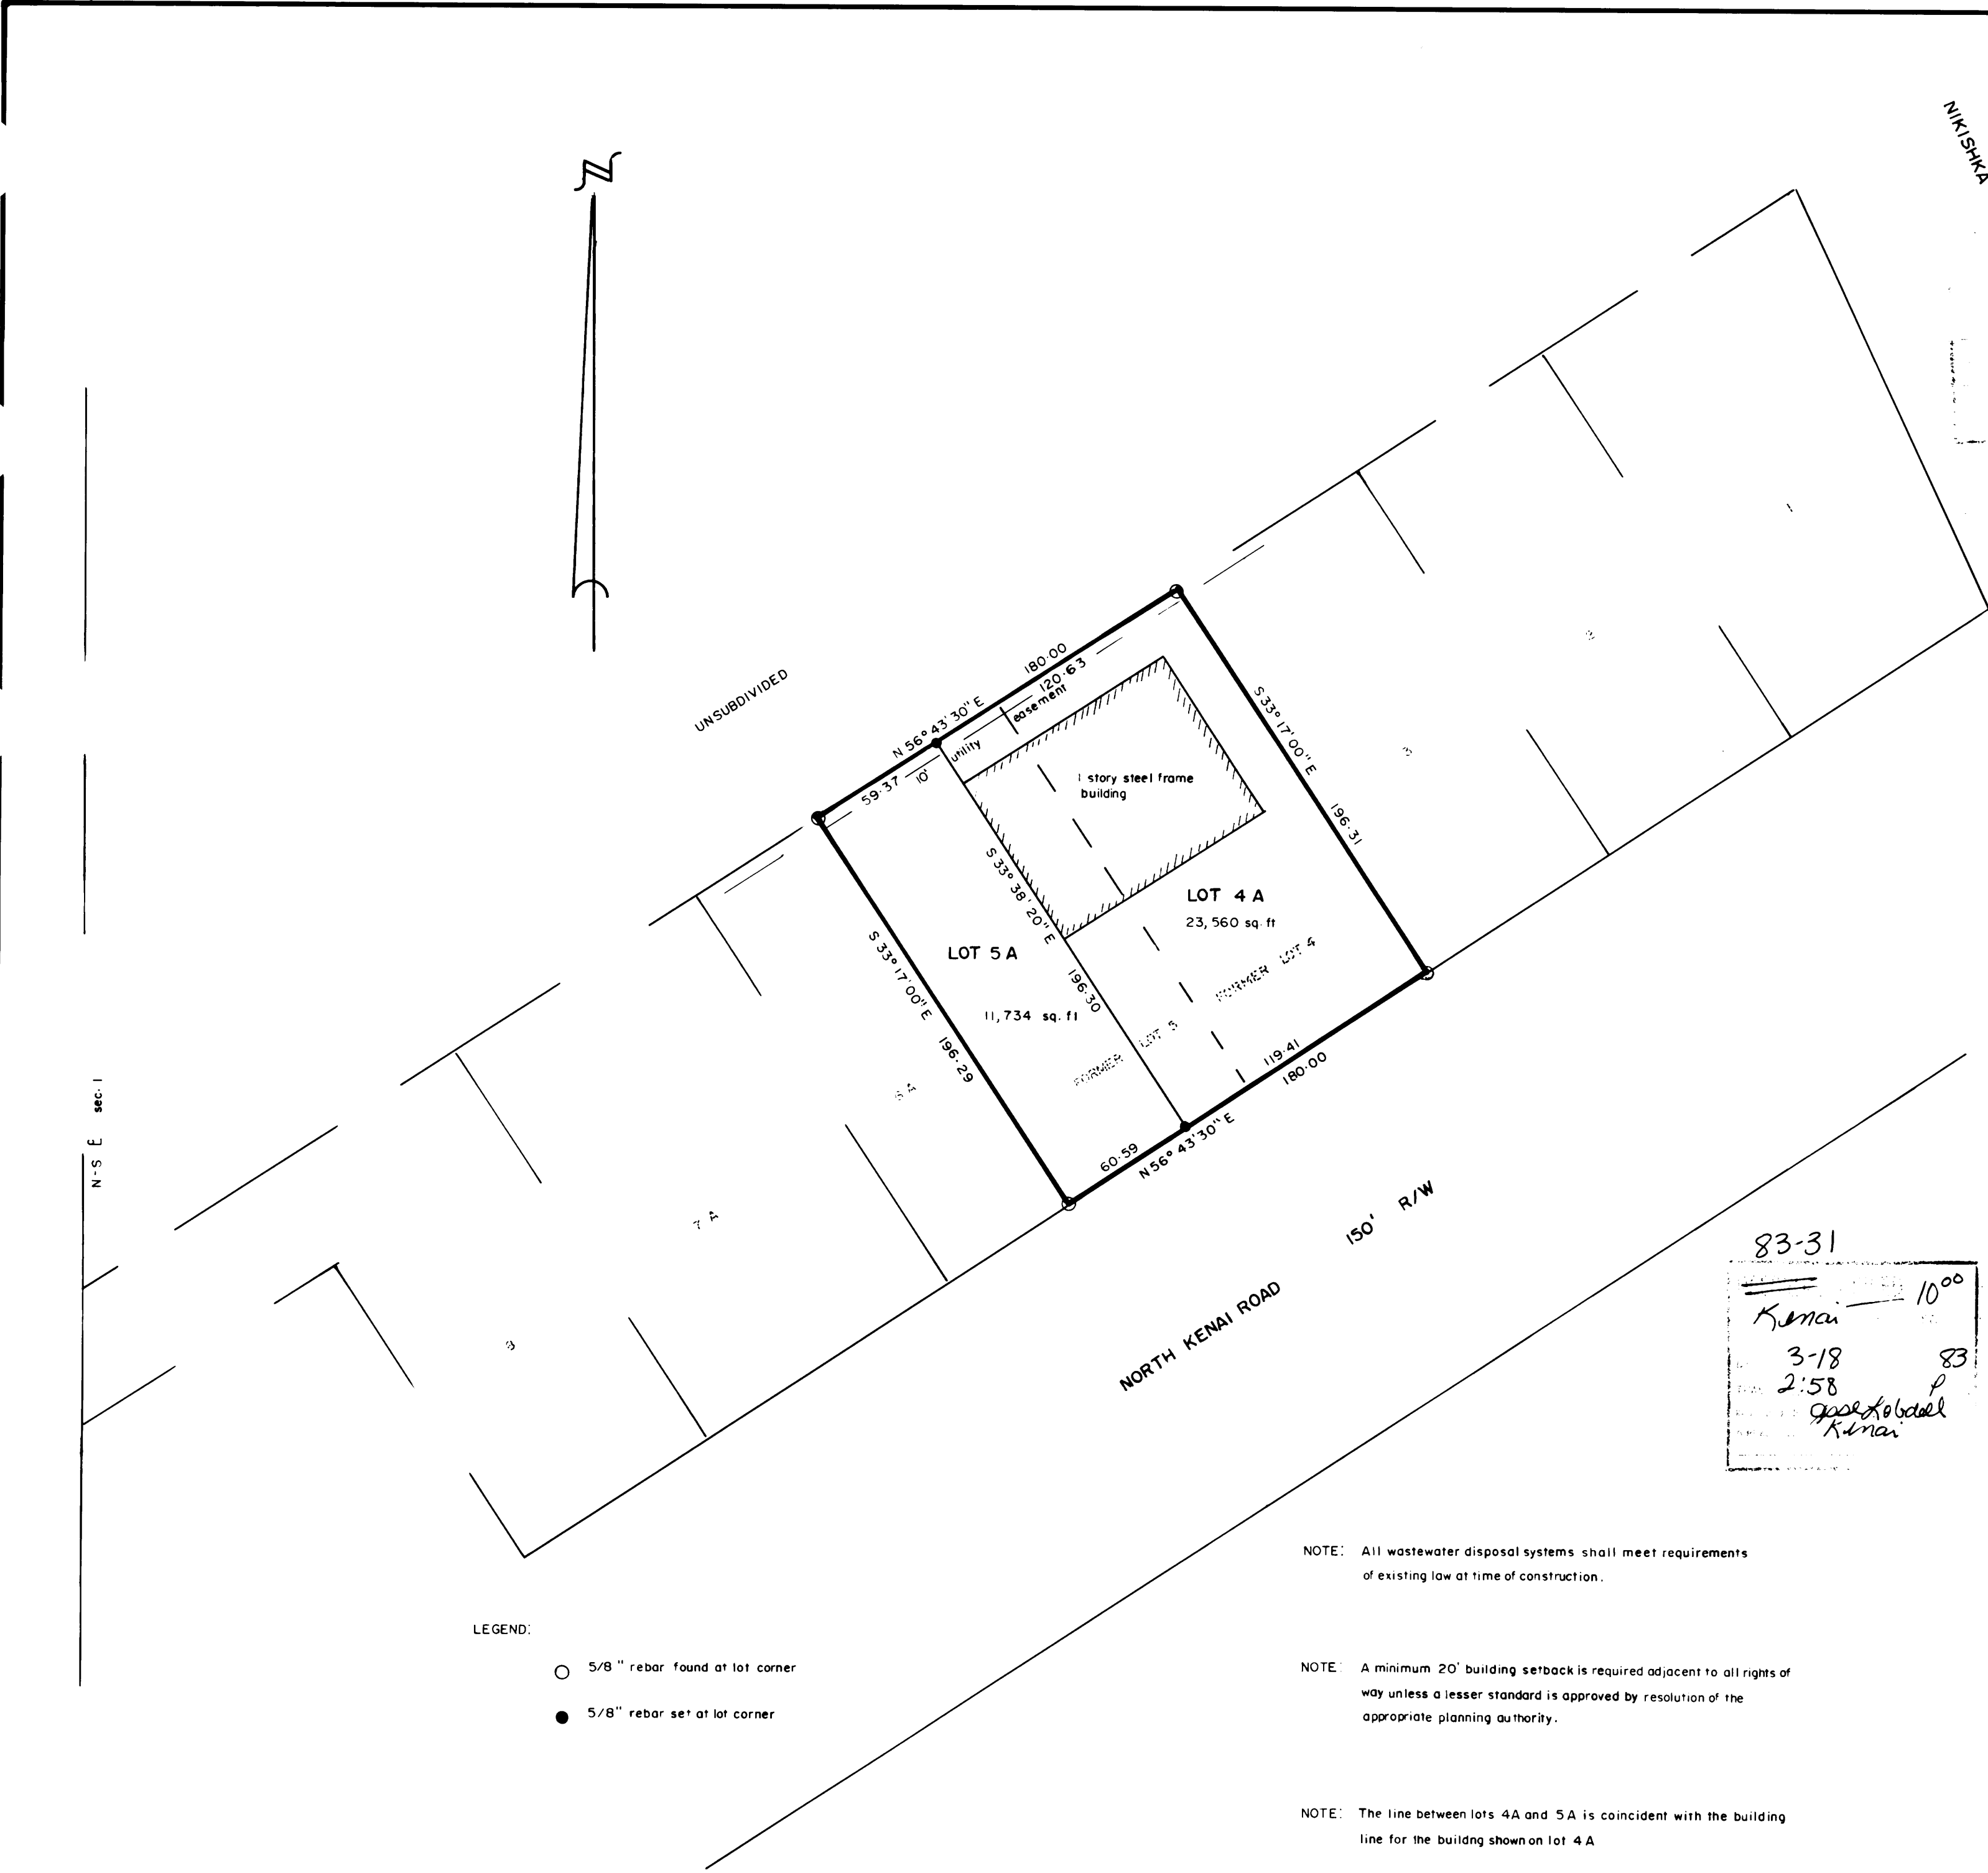 N
NIKISHKA
UNSUBDIVIDED
N 56° 43' 30" E
180.00
59.37
10'
utility
easement
120.63
1 story steel frame
building
S 33° 17' 00" E
196.31
S 33° 38' 20" E
196.30
LOT 4 A
23,560 sq. ft
FORMER LOT 4
LOT 5 A
11,734 sq. ft
FORMER LOT 5
S 33° 17' 00" E
196.29
60.59
N 56° 43' 30" E
119.41
180.00
1
2
3
6 A
7 A
8
N-S ₵ sec. 1
150' R/W
NORTH KENAI ROAD
83-31
10 00
Kenai
3-18 83
2:58 P
Kenai
LEGEND:
5/8 " rebar found at lot corner
5/8" rebar set at lot corner
NOTE: All wastewater disposal systems shall meet requirements
of existing law at time of construction.
NOTE: A minimum 20' building setback is required adjacent to all rights of
way unless a lesser standard is approved by resolution of the
appropriate planning authority.
NOTE: The line between lots 4A and 5A is coincident with the building
line for the buildng shown on lot 4A